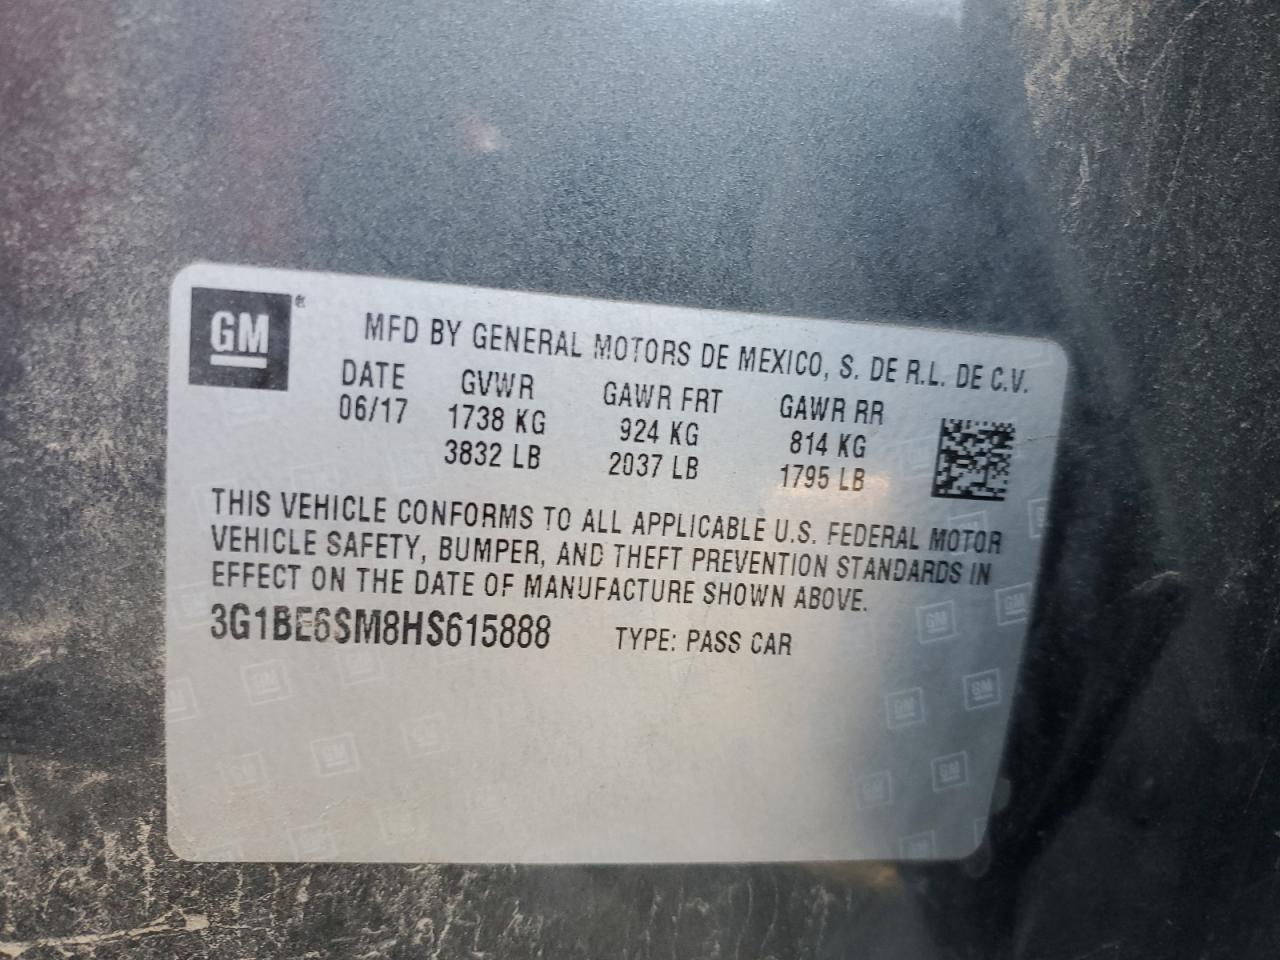 GM
MFD BY GENERAL MOTORS DE MEXICO, S. DE R.L. DE C.V.
DATE GVWR GAWR FRT GAWR RR
06/17 1738 KG 924 KG 814 KG
3832 LB 2037 LB 1795 LB
THIS VEHICLE CONFORMS TO ALL APPLICABLE U.S. FEDERAL MOTOR
VEHICLE SAFETY, BUMPER, AND THEFT PREVENTION STANDARDS IN
EFFECT ON THE DATE OF MANUFACTURE SHOWN ABOVE.
3G1BE6SM8HS615888 TYPE: PASS CAR